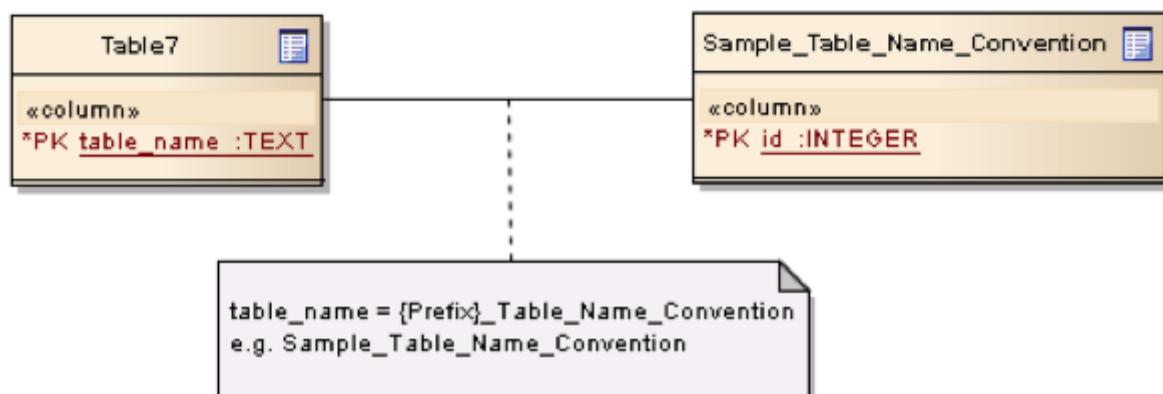 Table7
«column»
*PK table_name :TEXT
Sample_Table_Name_Convention
«column»
*PK id :INTEGER
table_name = {Prefix}_Table_Name_Convention
e.g. Sample_Table_Name_Convention